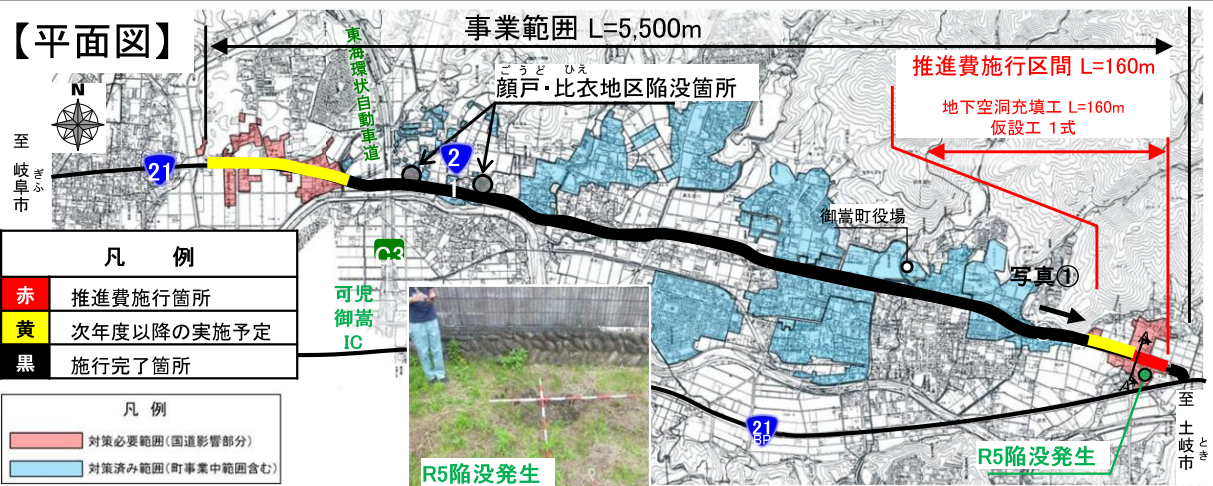 【平面図】
事業範囲 L=5,500m
推進費施行区間 L=160m
地下空洞充填工 L=160m
仮設工 1式
東海環状自動車道
ごうど ひえ
顔戸・比衣地区陥没箇所
N
至 岐阜市
ぎふ
21
2
御嵩町役場
写真①
C3
可児
御嵩
IC
凡 例
赤 推進費施行箇所
黄 次年度以降の実施予定
黒 施行完了箇所
凡 例
対策必要範囲(国道影響部分)
対策済み範囲(町事業中範囲含む)
R5陥没発生
21
BP
A
A
R5陥没発生
至 土岐市
とき